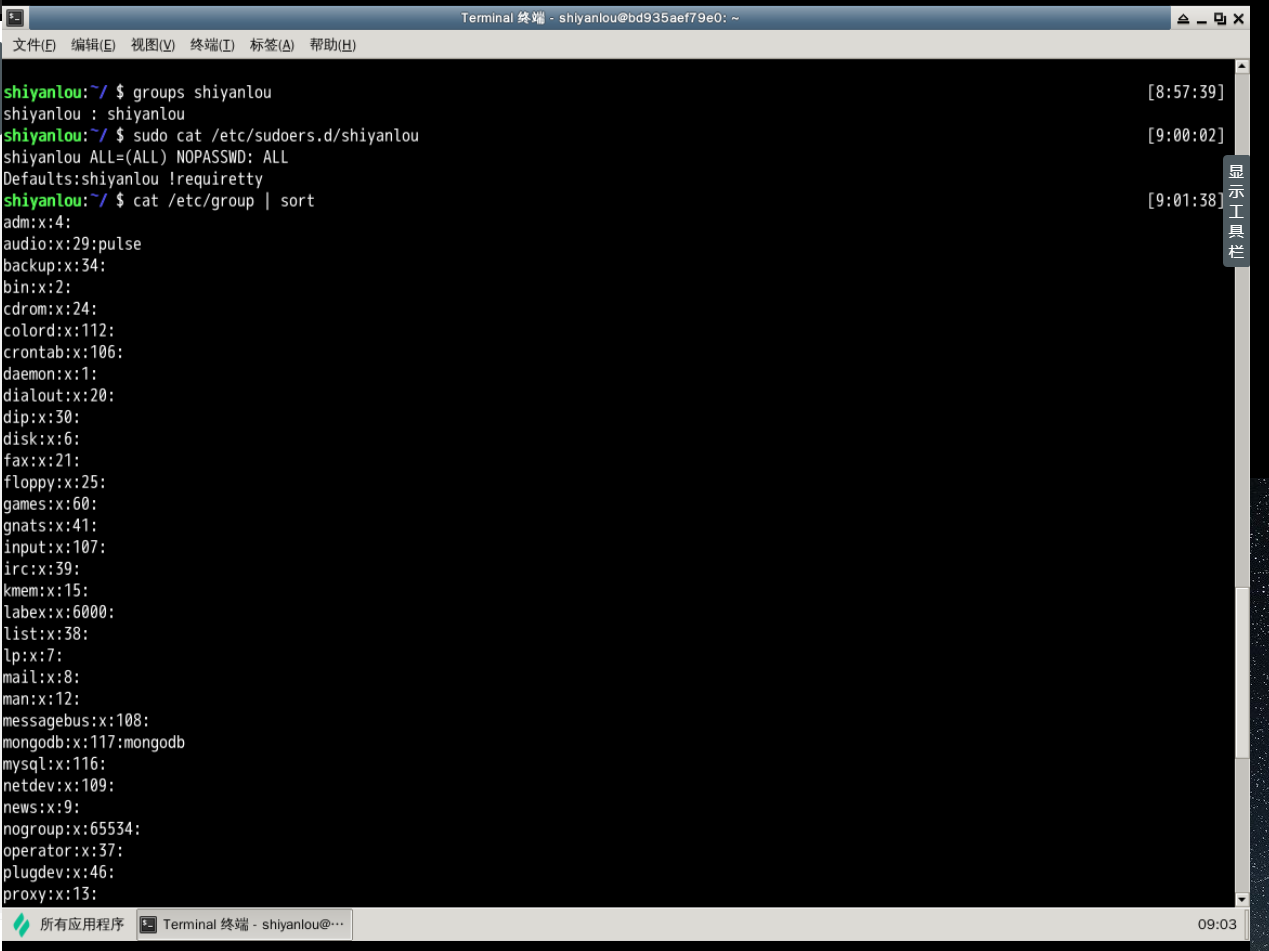 Terminal 终端 - shiyanlou@bd935aef79e0: ~
文件(F) 编辑(E) 视图(V) 终端(T) 标签(A) 帮助(H)
shiyanlou:~/ $ groups shiyanlou [8:57:39]
shiyanlou : shiyanlou
shiyanlou:~/ $ sudo cat /etc/sudoers.d/shiyanlou [9:00:02]
shiyanlou ALL=(ALL) NOPASSWD: ALL
Defaults:shiyanlou !requiretty
shiyanlou:~/ $ cat /etc/group | sort [9:01:38]
adm:x:4:
audio:x:29:pulse
backup:x:34:
bin:x:2:
cdrom:x:24:
colord:x:112:
crontab:x:106:
daemon:x:1:
dialout:x:20:
dip:x:30:
disk:x:6:
fax:x:21:
floppy:x:25:
games:x:60:
gnats:x:41:
input:x:107:
irc:x:39:
kmem:x:15:
labex:x:6000:
list:x:38:
lp:x:7:
mail:x:8:
man:x:12:
messagebus:x:108:
mongodb:x:117:mongodb
mysql:x:116:
netdev:x:109:
news:x:9:
nogroup:x:65534:
operator:x:37:
plugdev:x:46:
proxy:x:13:
显示工具栏
所有应用程序 Terminal 终端 - shiyanlou@··· 09:03